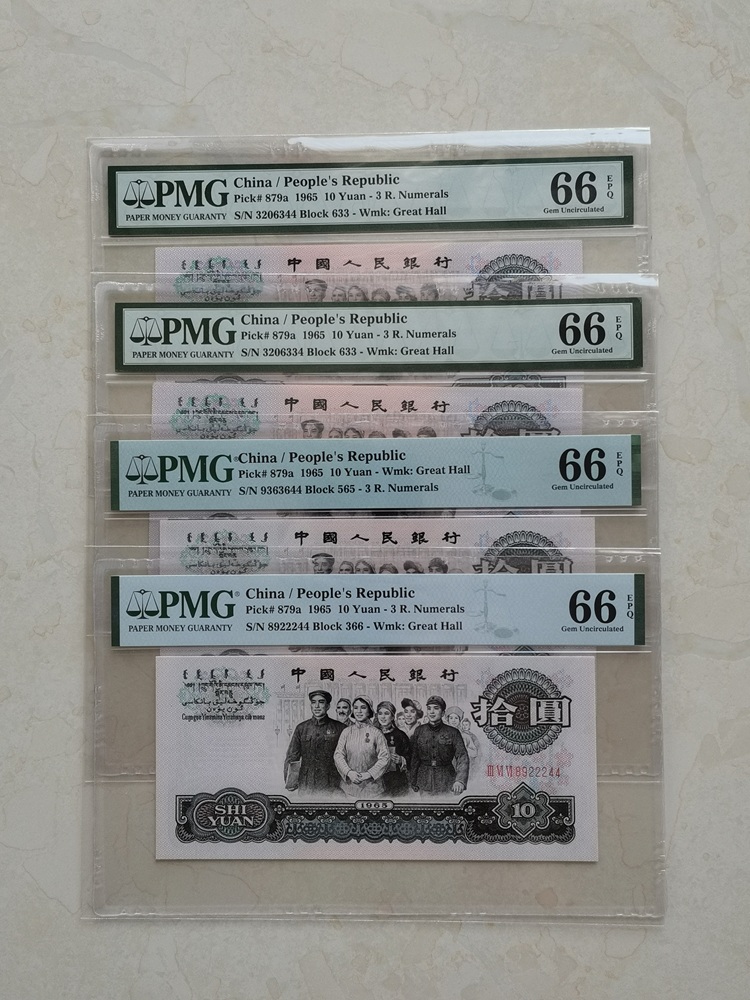 PMG
PAPER MONEY GUARANTY
China / People's Republic
Pick# 879a 1965 10 Yuan - 3 R. Numerals
S/N 3206344 Block 633 - Wmk: Great Hall
66 EPQ
Gem Uncirculated
中國人民銀行
拾圓
PMG
PAPER MONEY GUARANTY
China / People's Republic
Pick# 879a 1965 10 Yuan - 3 R. Numerals
S/N 3206334 Block 633 - Wmk: Great Hall
66 EPQ
Gem Uncirculated
中國人民銀行
拾圓
PMG
PAPER MONEY GUARANTY
China / People's Republic
Pick# 879a 1965 10 Yuan - Wmk: Great Hall
S/N 9363644 Block 565 - 3 R. Numerals
66 EPQ
Gem Uncirculated
中國人民銀行
拾圓
PMG®
PAPER MONEY GUARANTY
China / People's Republic
Pick# 879a 1965 10 Yuan - 3 R. Numerals
S/N 8922244 Block 366 - Wmk: Great Hall
66 EPQ
Gem Uncirculated
中國人民銀行
拾圓
III VI VI 8922244
1965
SHI
YUAN
10